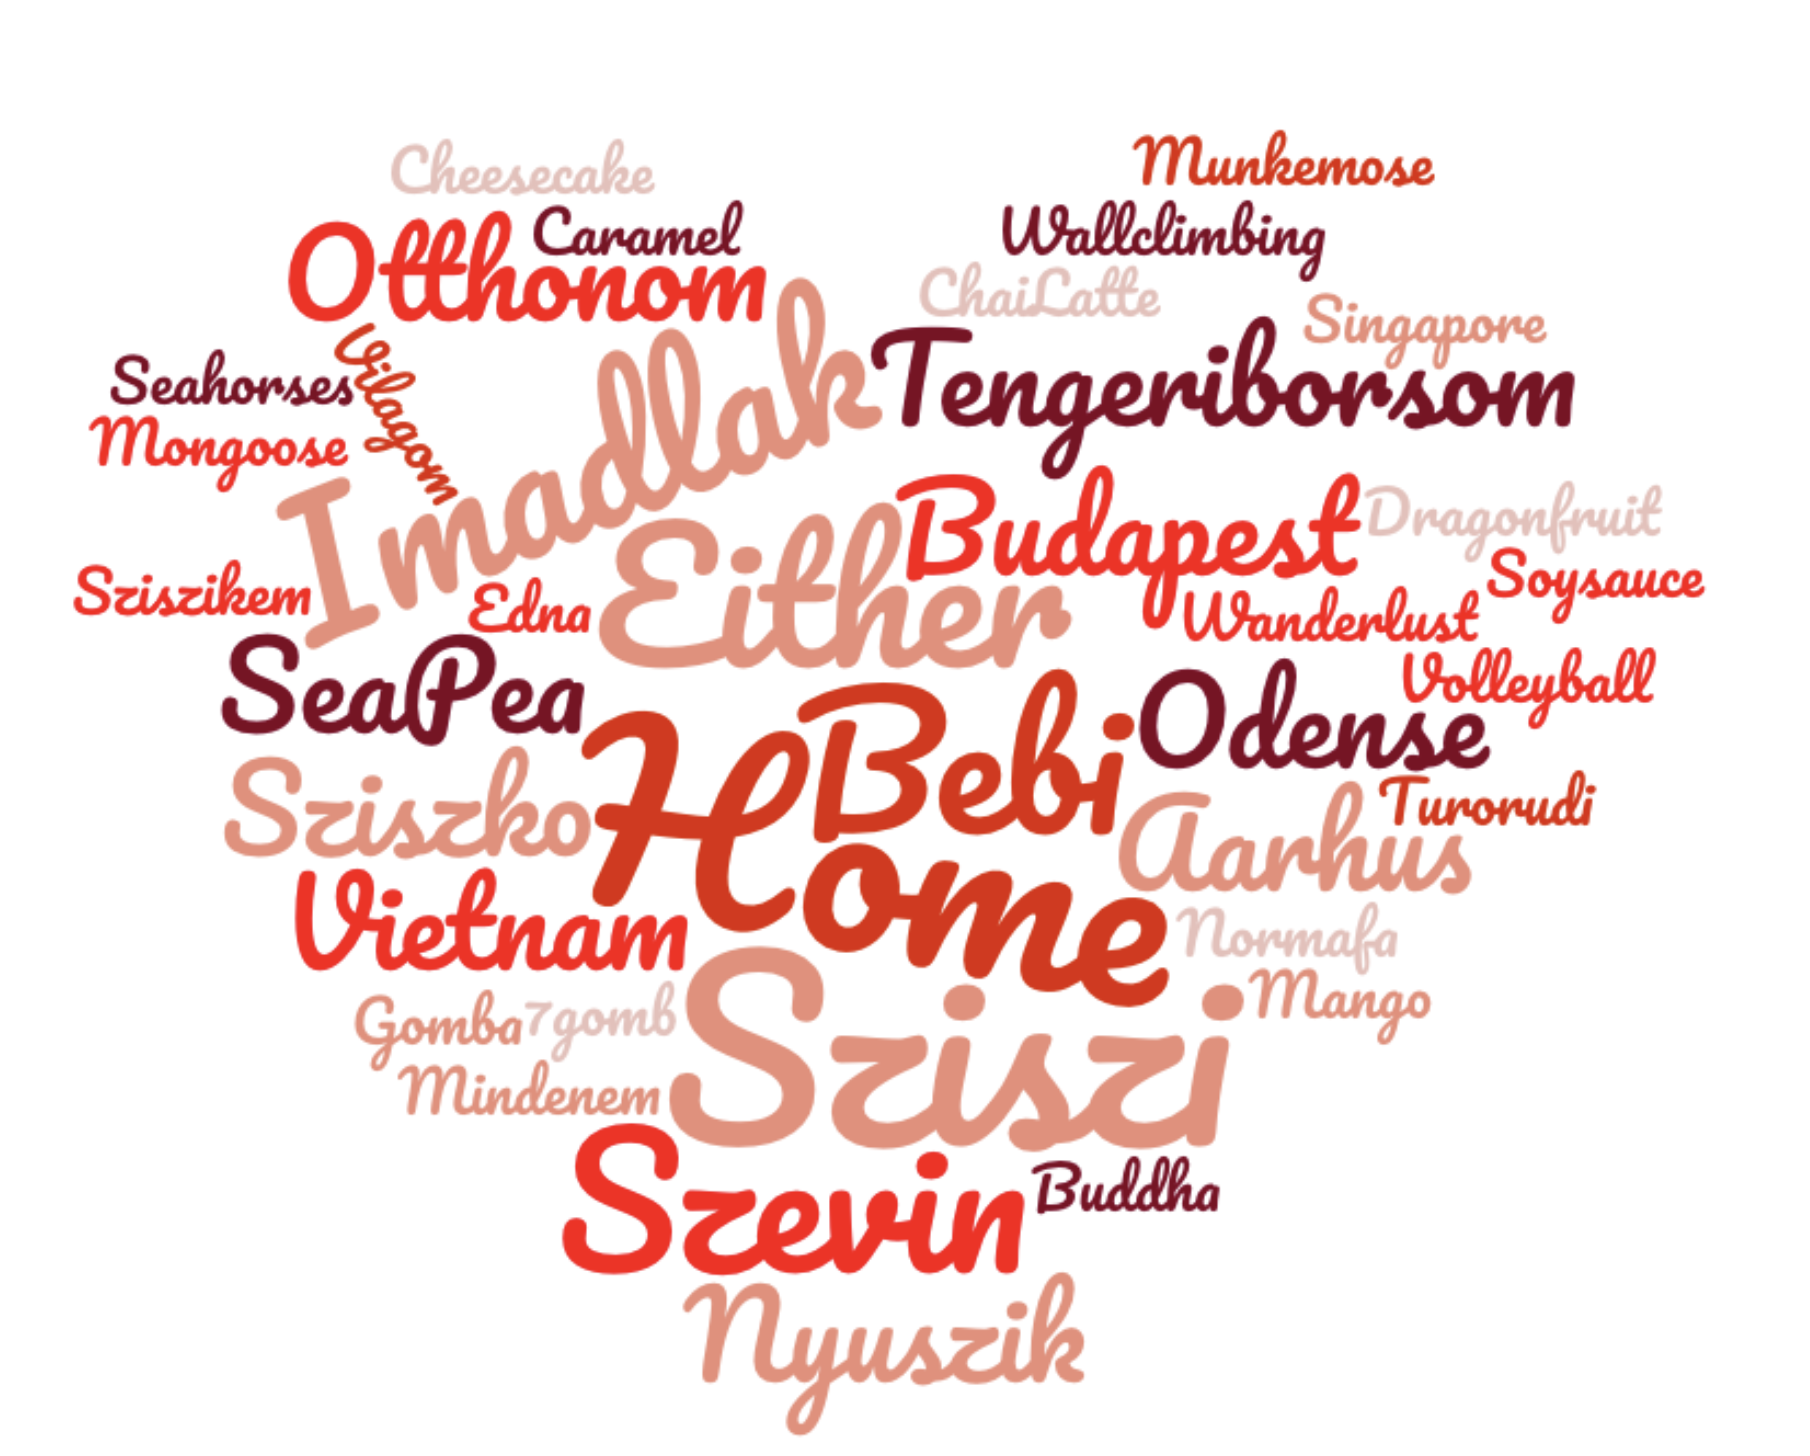 Cheesecake
Munkemose
Caramel
Wallclimbing
Otthonom
ChaiLatte
Singapore
Vilagom
Seahorses
Imadlak
Tengeriborsom
Mongoose
Budapest
Dragonfruit
Sziszikem
Edna
Either
Soysauce
Wanderlust
SeaPea
Volleyball
Bebi
Odense
Sziszko
Home
Turorudi
Aarhus
Vietnam
Normafa
Gomba
7gomb
Mango
Sziszi
Mindenem
Szevin
Buddha
Nyuszik